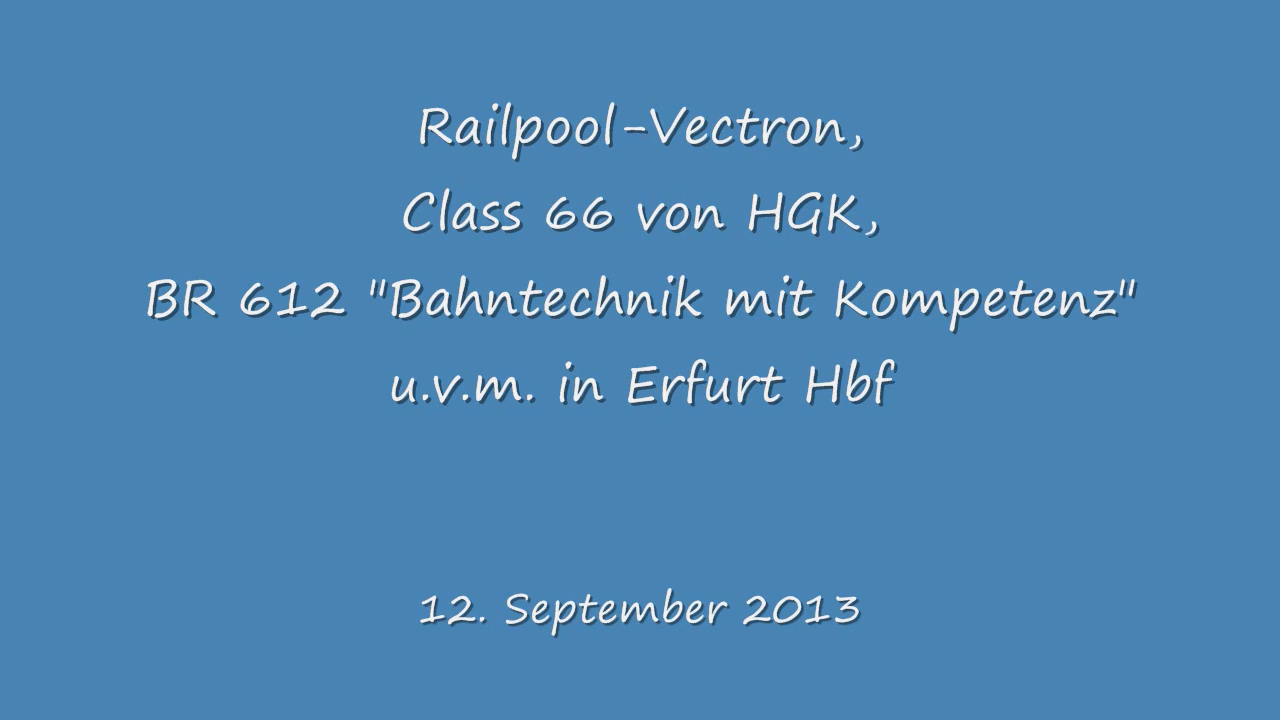 Railpool-Vectron,
Class 66 von HGK,
BR 612 "Bahntechnik mit Kompetenz"
u.v.m. in Erfurt Hbf
12. September 2013